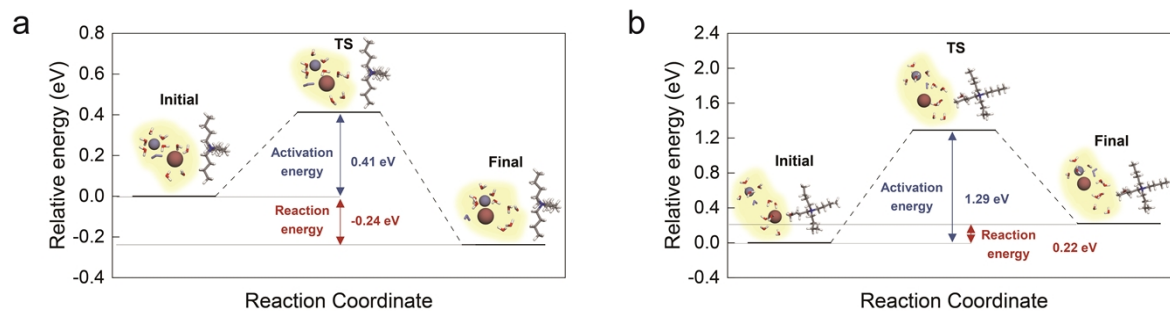 a
Relative energy (eV)
0.8
0.6
0.4
0.2
0.0
-0.2
-0.4
Initial
TS
Final
Activation
energy
0.41 eV
Reaction
energy
-0.24 eV
Reaction Coordinate
b
Relative energy (eV)
2.4
2.0
1.6
1.2
0.8
0.4
0.0
-0.4
Initial
TS
Final
Activation
energy
1.29 eV
Reaction
energy
0.22 eV
Reaction Coordinate